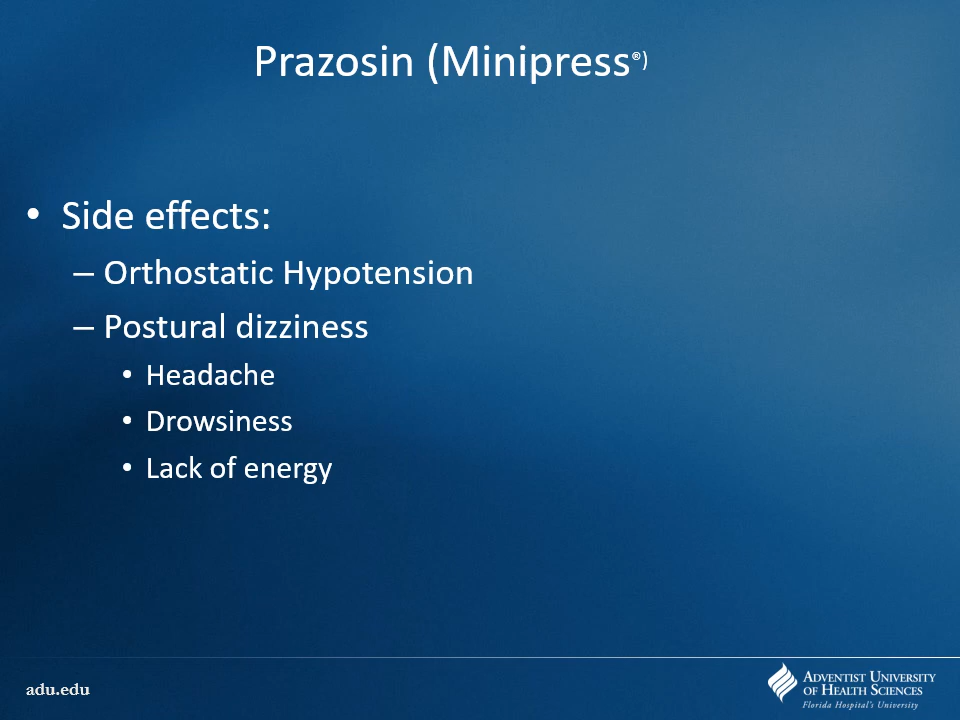 Prazosin (Minipress®)
• Side effects:
– Orthostatic Hypotension
– Postural dizziness
• Headache
• Drowsiness
• Lack of energy
adu.edu
Adventist University
of Health Sciences
Florida Hospital's University